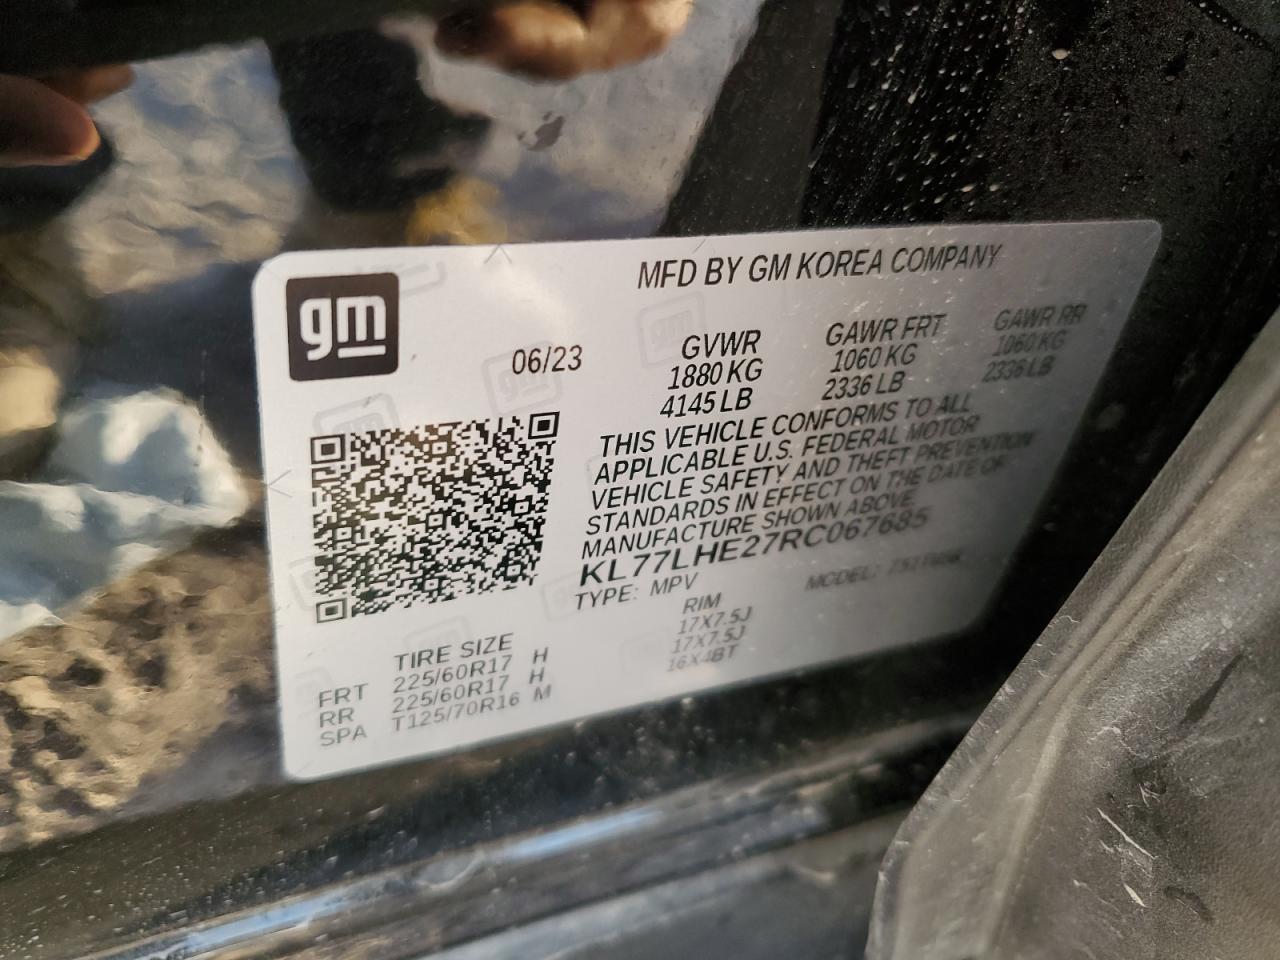 gm
MFD BY GM KOREA COMPANY
06/23
GVWR GAWR FRT GAWR RR
1880 KG 1060 KG 1060 KG
4145 LB 2336 LB 2336 LB
THIS VEHICLE CONFORMS TO ALL
APPLICABLE U.S. FEDERAL MOTOR
VEHICLE SAFETY AND THEFT PREVENTION
STANDARDS IN EFFECT ON THE DATE OF
MANUFACTURE SHOWN ABOVE
KL77LHE27RC067685
TYPE: MPV MODEL:
TIRE SIZE RIM
FRT 225/60R17 H 17X7.5J
RR 225/60R17 H 17X7.5J
SPA T125/70R16 M 16X4BT